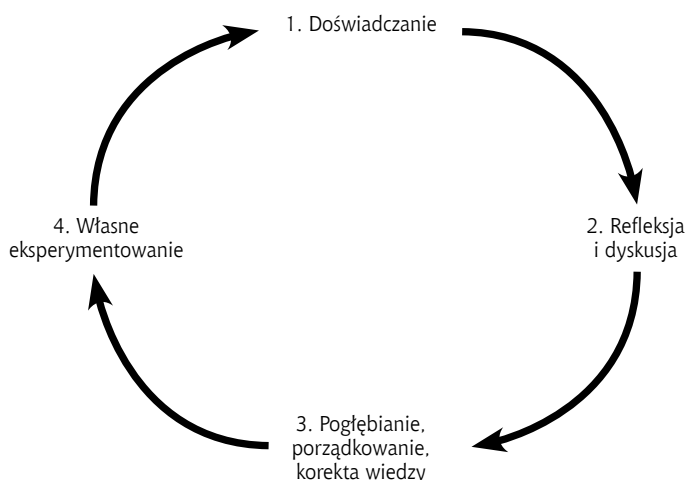 1. Doświadczanie
2. Refleksja
i dyskusja
3. Pogłębianie,
porządkowanie,
korekta wiedzy
4. Własne
eksperymentowanie